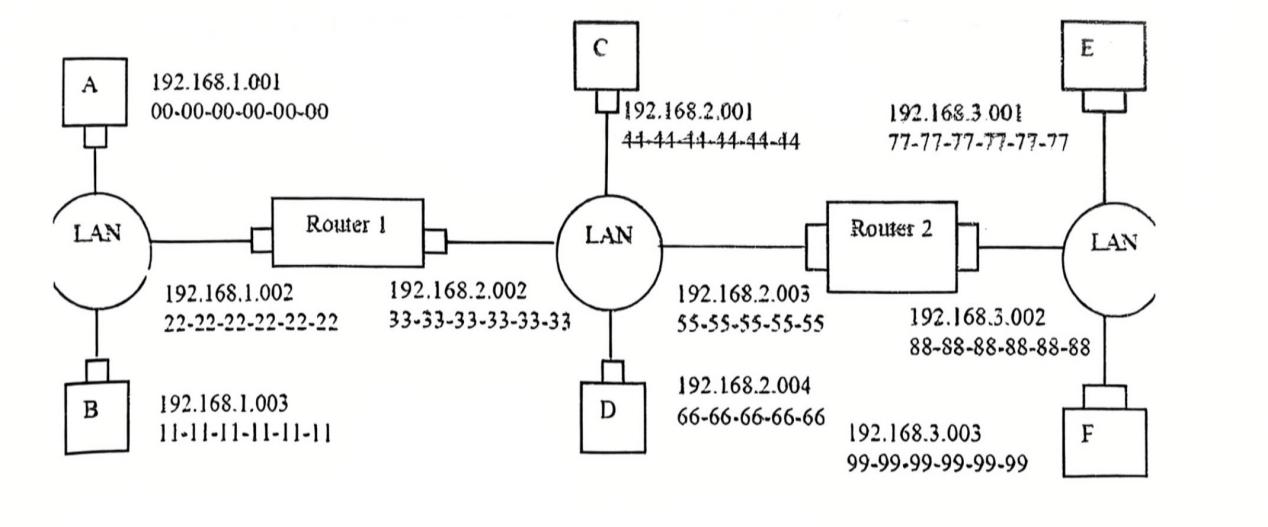 A
192.168.1.001
00-00-00-00-00-00
LAN
Router 1
192.168.1.002
22-22-22-22-22-22
B
192.168.1.003
11-11-11-11-11-11
C
192.168.2.001
44-44-44-44-44-44
192.168.2.002
33-33-33-33-33-33
LAN
D
192.168.2.004
66-66-66-66-66
192.168.2.003
55-55-55-55-55
Router 2
E
192.168.3.001
77-77-77-77-77-77
LAN
192.168.3.002
88-88-88-88-88-88
F
192.168.3.003
99-99-99-99-99-99